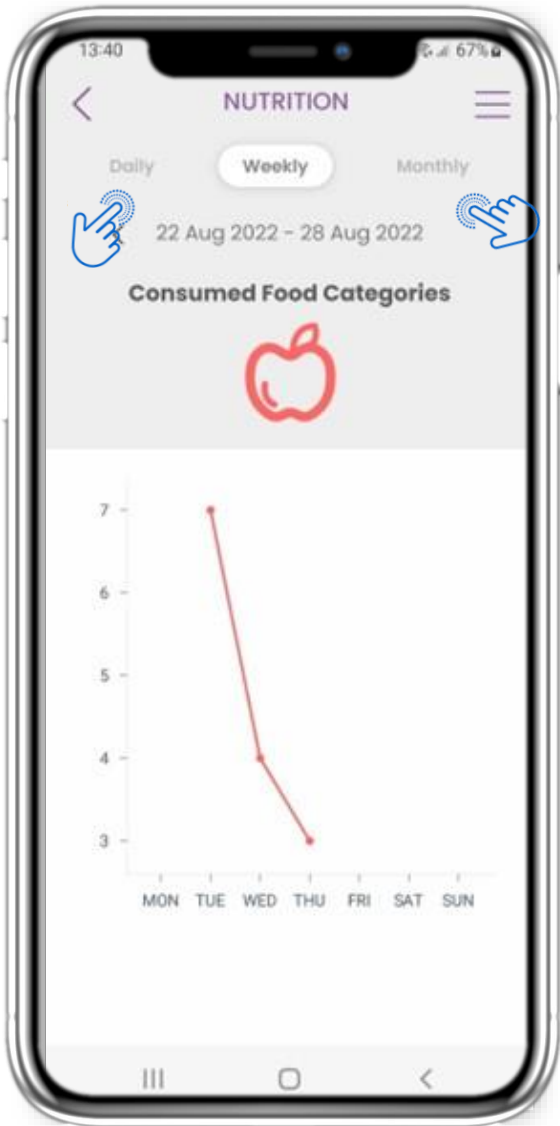 13:40 67%
NUTRITION
Daily Weekly Monthly
22 Aug 2022 - 28 Aug 2022
Consumed Food Categories
7
6
5
4
3
MON TUE WED THU FRI SAT SUN